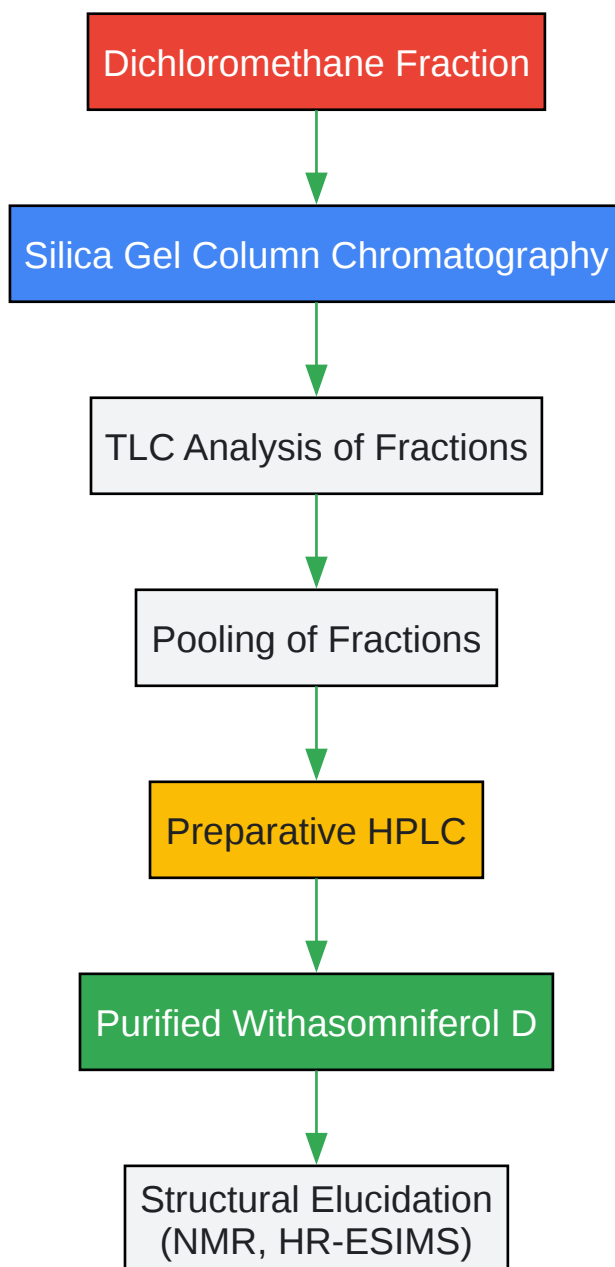 Dichloromethane Fraction
Silica Gel Column Chromatography
TLC Analysis of Fractions
Pooling of Fractions
Preparative HPLC
Purified Withasomniferol D
Structural Elucidation
(NMR, HR-ESIMS)